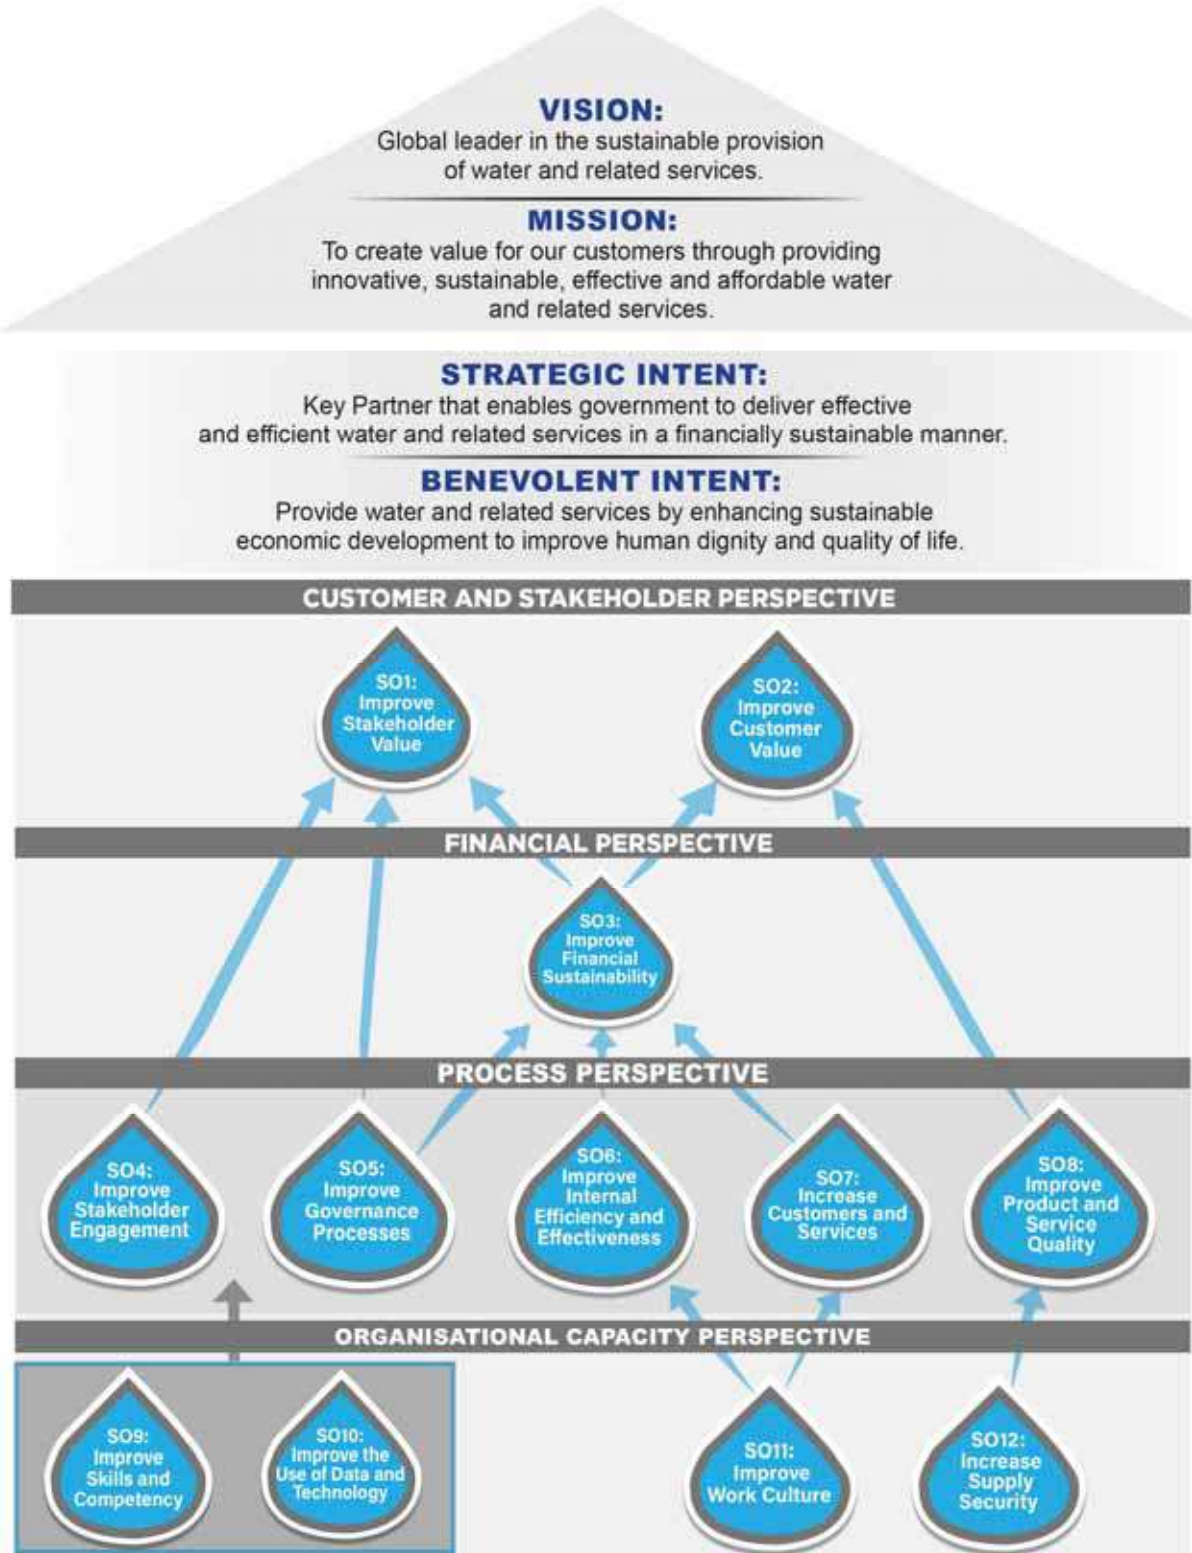 VISION:
Global leader in the sustainable provision
of water and related services.
MISSION:
To create value for our customers through providing
innovative, sustainable, effective and affordable water
and related services.
STRATEGIC INTENT:
Key Partner that enables government to deliver effective
and efficient water and related services in a financially sustainable manner.
BENEVOLENT INTENT:
Provide water and related services by enhancing sustainable
economic development to improve human dignity and quality of life.
CUSTOMER AND STAKEHOLDER PERSPECTIVE
SO1:
Improve
Stakeholder
Value
SO2:
Improve
Customer
Value
FINANCIAL PERSPECTIVE
SO3:
Improve
Financial
Sustainability
PROCESS PERSPECTIVE
SO4:
Improve
Stakeholder
Engagement
SO5:
Improve
Governance
Processes
SO6:
Improve
Internal
Efficiency and
Effectiveness
SO7:
Increase
Customers and
Services
SO8:
Improve
Product and
Service
Quality
ORGANISATIONAL CAPACITY PERSPECTIVE
SO9:
Improve
Skills and
Competency
SO10:
Improve the
Use of Data and
Technology
SO11:
Improve
Work Culture
SO12:
Increase
Supply
Security